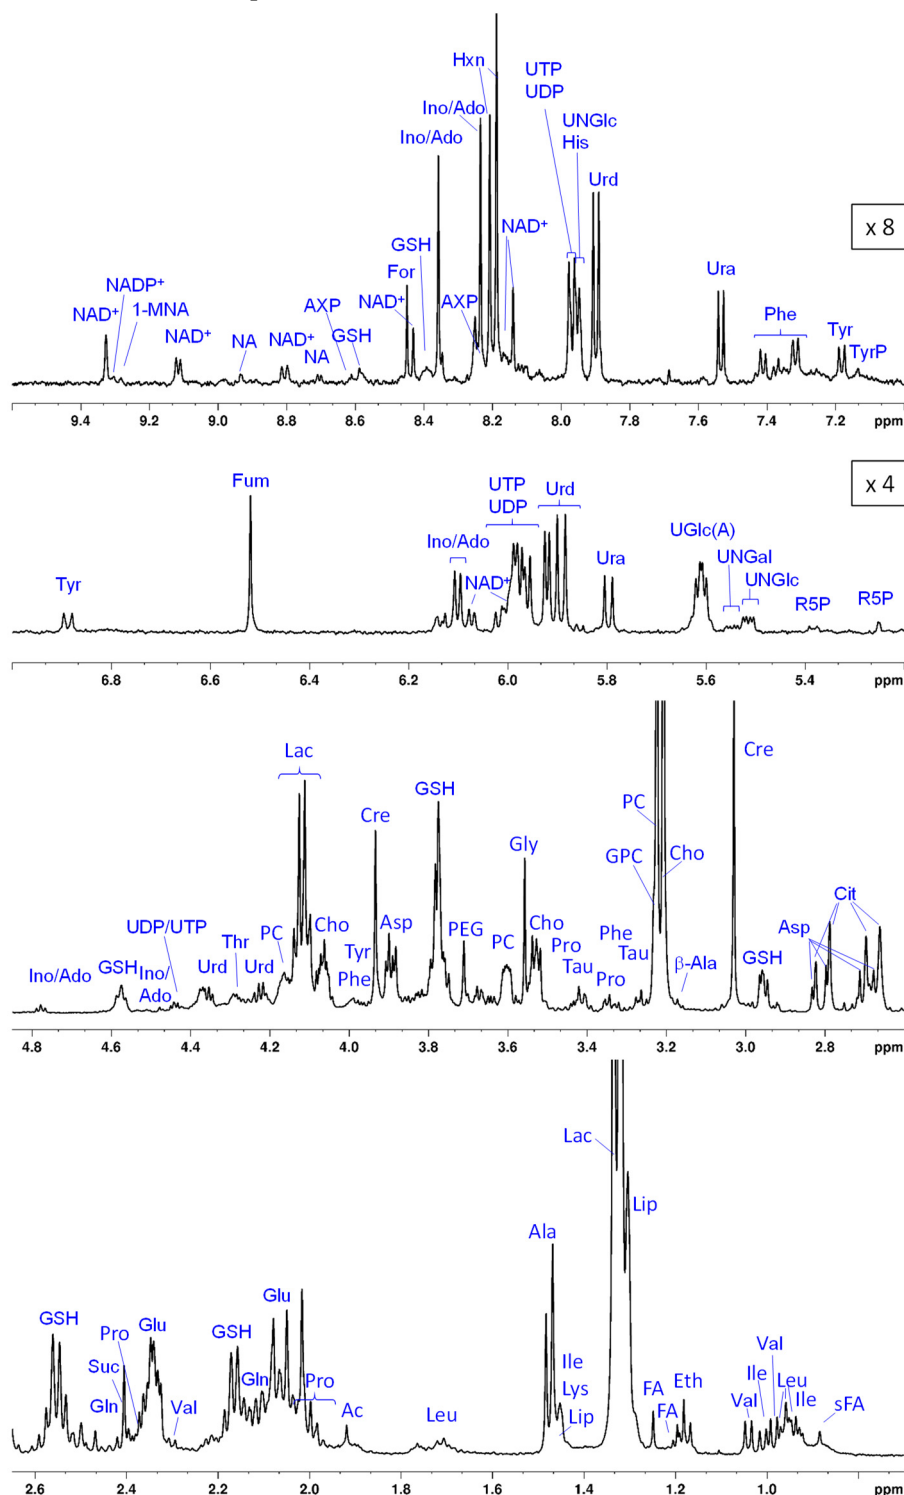 Hxn
UTP
UDP
Ino/Ado
UNGlc
His
Ino/Ado
Urd
NAD⁺
x 8
GSH
For
Ura
NADP⁺
NAD⁺
1-MNA
AXP
NAD⁺
AXP
Phe
NAD⁺
NA
NAD⁺
NA
GSH
Tyr
TyrP
9.4 9.2 9.0 8.8 8.6 8.4 8.2 8.0 7.8 7.6 7.4 7.2 ppm
Fum
UTP
UDP
Urd
x 4
Ino/Ado
UGlc(A)
Tyr
NAD⁺
Ura
UNGal
UNGlc
R5P
R5P
6.8 6.6 6.4 6.2 6.0 5.8 5.6 5.4 ppm
Lac
Cre
GSH
PC
Cre
Gly
GPC
Cho
UDP/UTP
Thr
PC
Cho
Tyr
Asp
PEG
PC
Cho
Pro
Tau
Phe
Tau
Asp
Cit
Ino/Ado
GSH
Ino/
Ado
Urd
Urd
Phe
Pro
β-Ala
GSH
4.8 4.6 4.4 4.2 4.0 3.8 3.6 3.4 3.2 3.0 2.8 ppm
Lac
Lip
Ala
GSH
Pro
Glu
GSH
Glu
Suc
Gln
Val
Gln
Pro
Ac
Leu
Ile
Lys
Lip
FA
FA
Eth
Val
Ile
Val
Leu
Ile
sFA
2.6 2.4 2.2 2.0 1.8 1.6 1.4 1.2 1.0 ppm